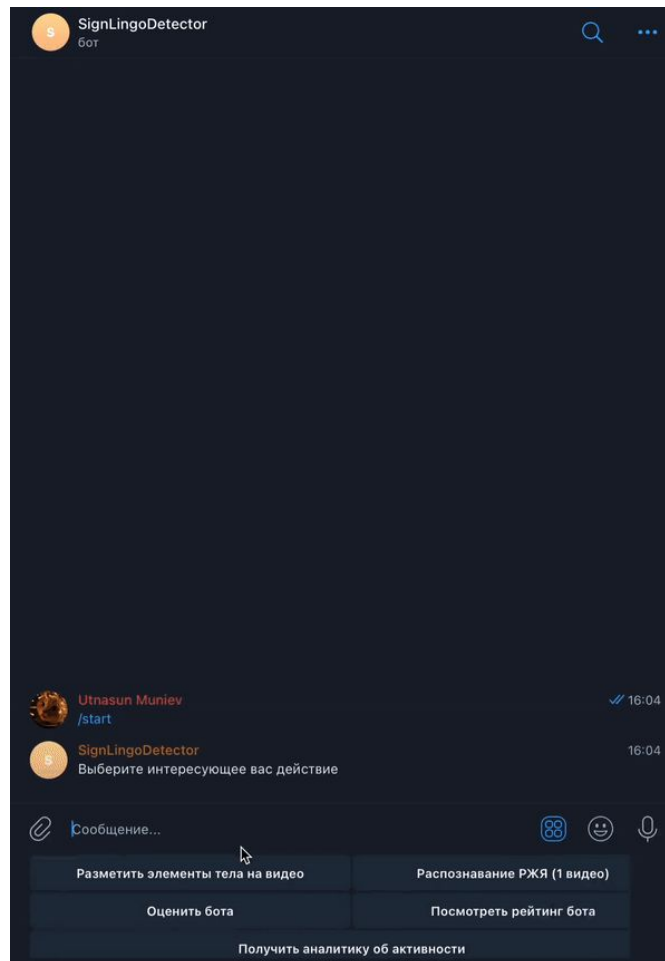 S SignLingoDetector
бот
Utnasun Muniev 16:04
/start
S SignLingoDetector 16:04
Выберите интересующее вас действие
Сообщение...
Разметить элементы тела на видео Распознавание РЖЯ (1 видео)
Оценить бота Посмотреть рейтинг бота
Получить аналитику об активности